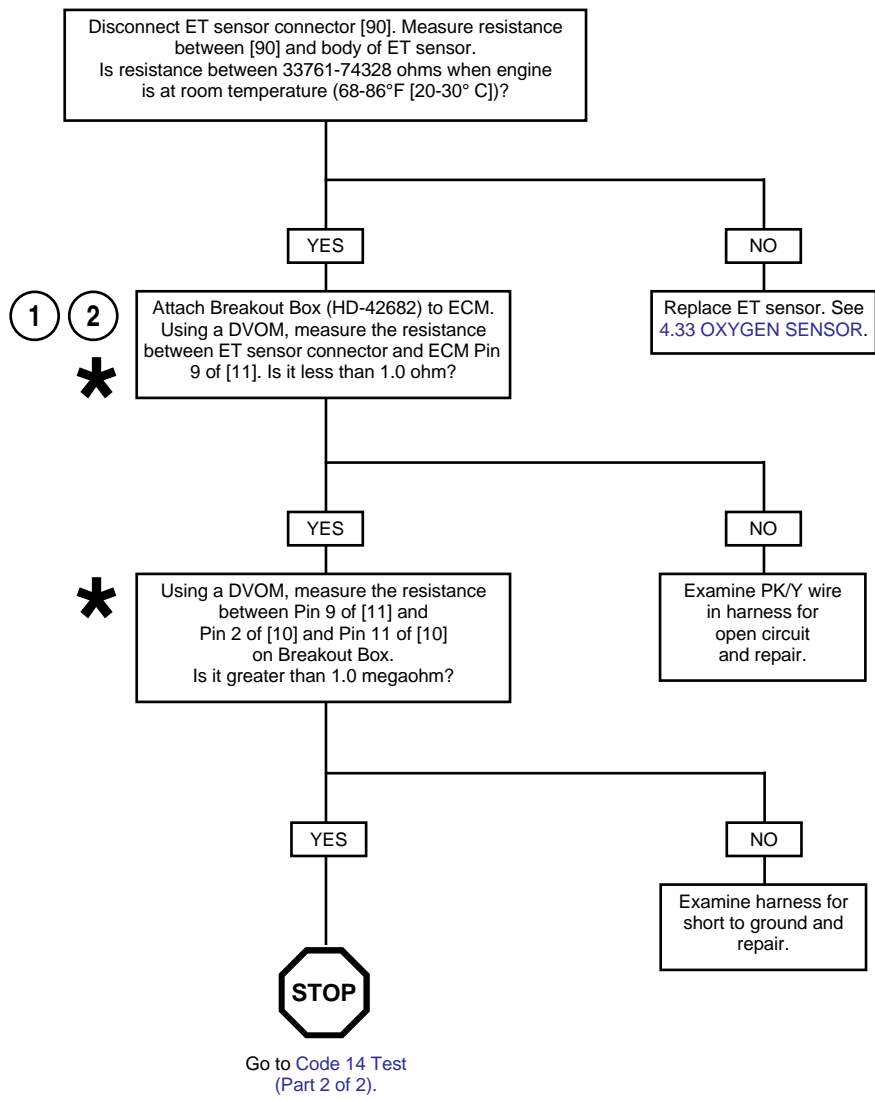 Disconnect ET sensor connector [90]. Measure resistance
between [90] and body of ET sensor.
Is resistance between 33761-74328 ohms when engine
is at room temperature (68-86°F [20-30° C])?
YES
NO
1 2
Attach Breakout Box (HD-42682) to ECM.
Using a DVOM, measure the resistance
between ET sensor connector and ECM Pin
9 of [11]. Is it less than 1.0 ohm?
*
Replace ET sensor. See
4.33 OXYGEN SENSOR.
YES
NO
*
Using a DVOM, measure the resistance
between Pin 9 of [11] and
Pin 2 of [10] and Pin 11 of [10]
on Breakout Box.
Is it greater than 1.0 megaohm?
Examine PK/Y wire
in harness for
open circuit
and repair.
YES
NO
Examine harness for
short to ground and
repair.
STOP
Go to Code 14 Test
(Part 2 of 2).